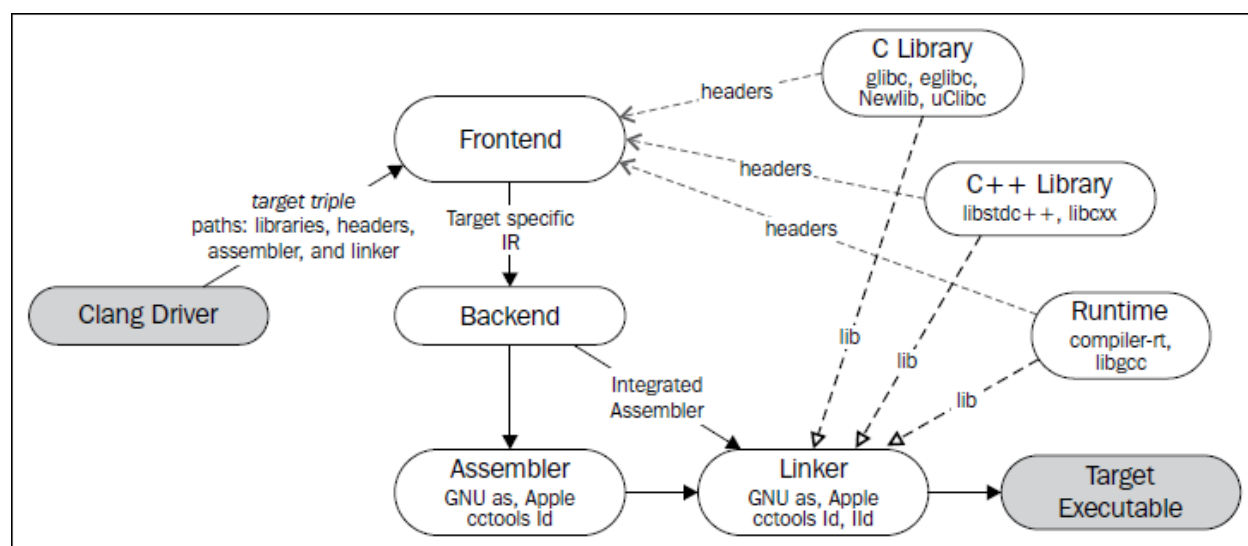 C Library
glibc, eglibc,
Newlib, uClibc
headers
Frontend
headers
C++ Library
libstdc++, libcxx
target triple
paths: libraries, headers,
assembler, and linker
Target specific
IR
headers
Clang Driver
Backend
Runtime
compiler-rt,
libgcc
lib
lib
lib
Integrated
Assembler
Assembler
GNU as, Apple
cctools ld
Linker
GNU as, Apple
cctools ld, lld
Target
Executable